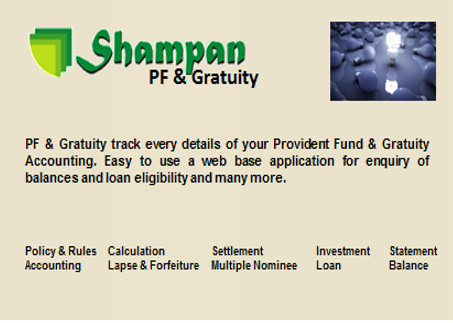 Shampan
PF & Gratuity
PF & Gratuity track every details of your Provident Fund & Gratuity
Accounting. Easy to use a web base application for enquiry of
balances and loan eligibility and many more.
Policy & Rules Calculation Settlement Investment Statement
Accounting Lapse & Forfeiture Multiple Nominee Loan Balance